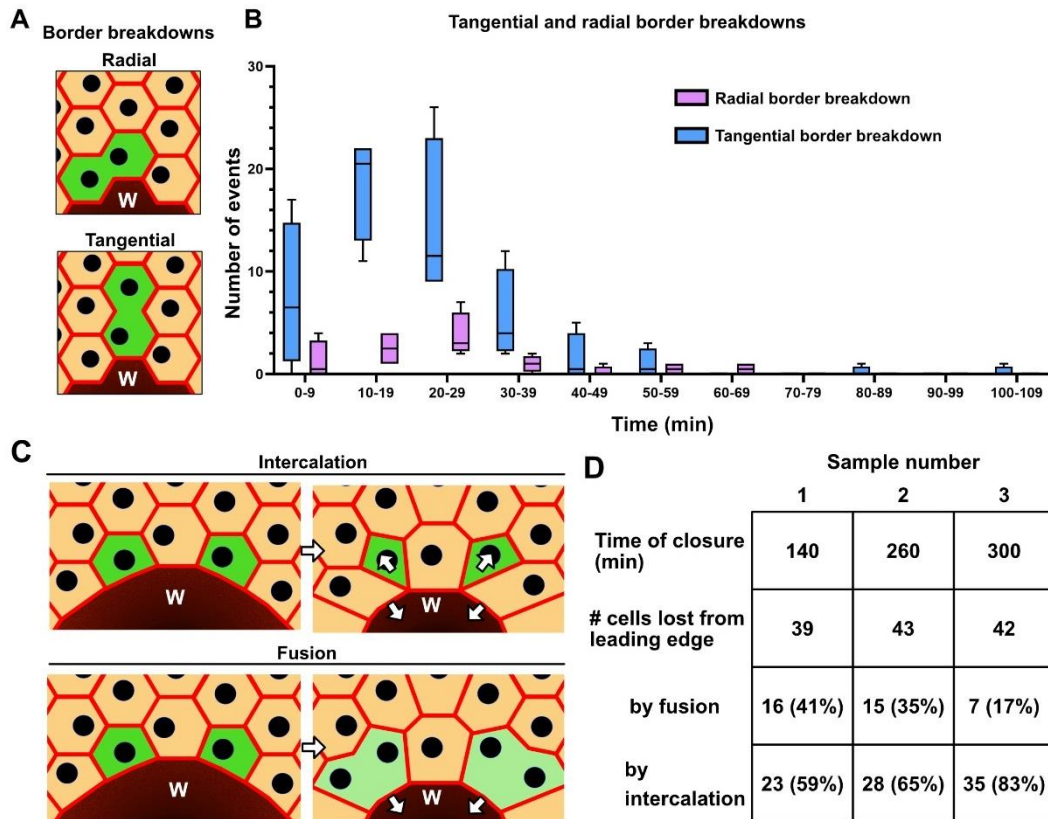 A
Border breakdowns
Radial
W
Tangential
W
B
Tangential and radial border breakdowns
Number of events
30
20
10
0
Radial border breakdown
Tangential border breakdown
0-9 10-19 20-29 30-39 40-49 50-59 60-69 70-79 80-89 90-99 100-109
Time (min)
C
Intercalation
W W
Fusion
W W
D
Sample number
1 2 3
Time of closure (min) 140 260 300
# cells lost from leading edge 39 43 42
by fusion 16 (41%) 15 (35%) 7 (17%)
by intercalation 23 (59%) 28 (65%) 35 (83%)